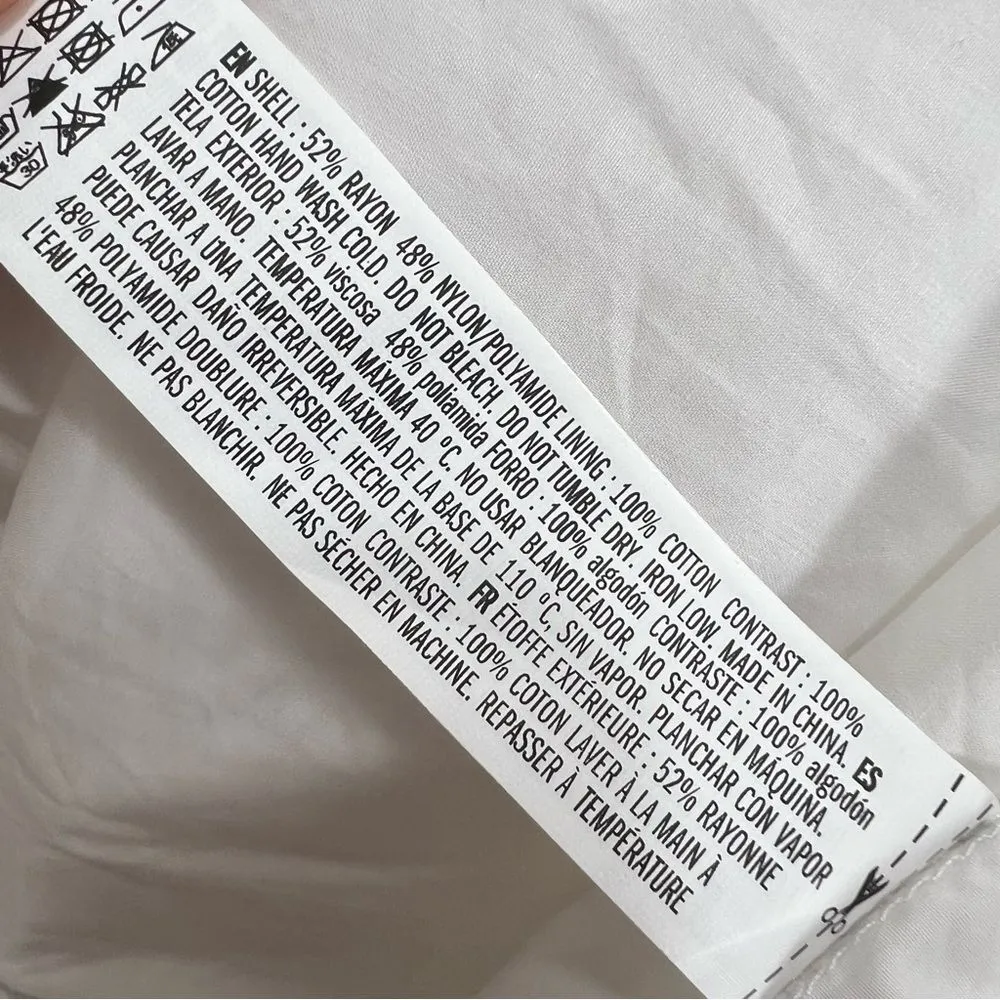 低
30
EN SHELL : 52% RAYON 48% NYLON/POLYAMIDE LINING : 100% COTTON CONTRAST : 100%
COTTON HAND WASH COLD. DO NOT BLEACH. DO NOT TUMBLE DRY. IRON LOW. MADE IN CHINA. ES
TELA EXTERIOR : 52% viscosa 48% poliamida FORRO : 100% algodón CONTRASTE : 100% algodón
LAVAR A MANO. TEMPERATURA MÁXIMA 40 °C. NO USAR BLANQUEADOR. NO SECAR EN MÁQUINA.
PLANCHAR A UNA TEMPERATURA MÁXIMA DE LA BASE DE 110 °C, SIN VAPOR. PLANCHAR CON VAPOR
PUEDE CAUSAR DAÑO IRREVERSIBLE. HECHO EN CHINA. FR ÉTOFFE EXTÉRIEURE : 52% RAYONNE
48% POLYAMIDE DOUBLURE : 100% COTON CONTRASTE : 100% COTON LAVER À LA MAIN À
L'EAU FROIDE. NE PAS BLANCHIR. NE PAS SÉCHER EN MACHINE. REPASSER À TEMPÉRATURE